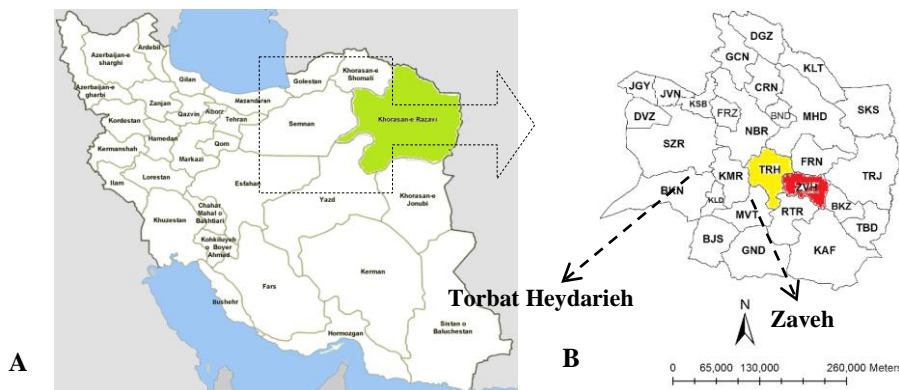 Ardebil
Azerbaijan-e
sharghi
Azerbaijan-e
gharbi
Gilan
Zanjan
Mazandaran
Golestan
Khorasan-e
Shomali
Kordestan
Qazvin
Alborz
Tehran
Semnan
Khorasan-e Razavi
Hamedan
Qom
Kermanshah
Markazi
Ilam
Lorestan
Esfahan
Yazd
Khorasan-e
Jonubi
Khuzestan
Chahar
Mahal o
Bakhtiari
Kohkiluyeh
o Boyer
Ahmad
Fars
Kerman
Bushehr
Hormozgan
Sistan o
Baluchestan
A
DGZ
GCN
KLT
JGY
JVN
KSB
CRN
DVZ
FRZ
BND
MHD
SKS
SZR
NBR
TRH
FRN
KMR
ZVH
TRJ
BKN
KLD
MVT
RTR
BKZ
TBD
BJS
GND
KAF
Torbat Heydarieh
Zaveh
N
B
0 65,000 130,000 260,000 Meters